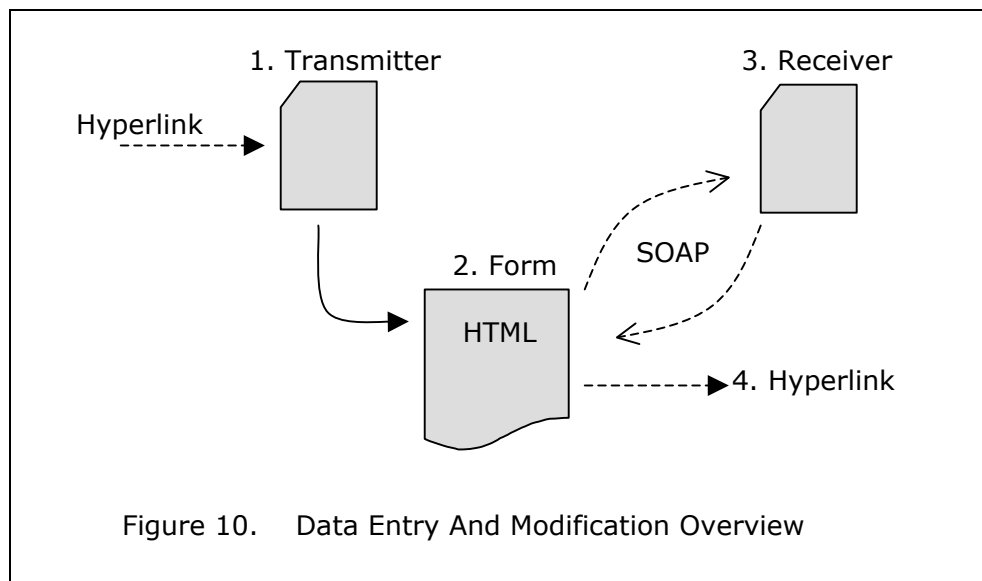 1. Transmitter
3. Receiver
Hyperlink
SOAP
2. Form
HTML
4. Hyperlink
Figure 10. Data Entry And Modification Overview